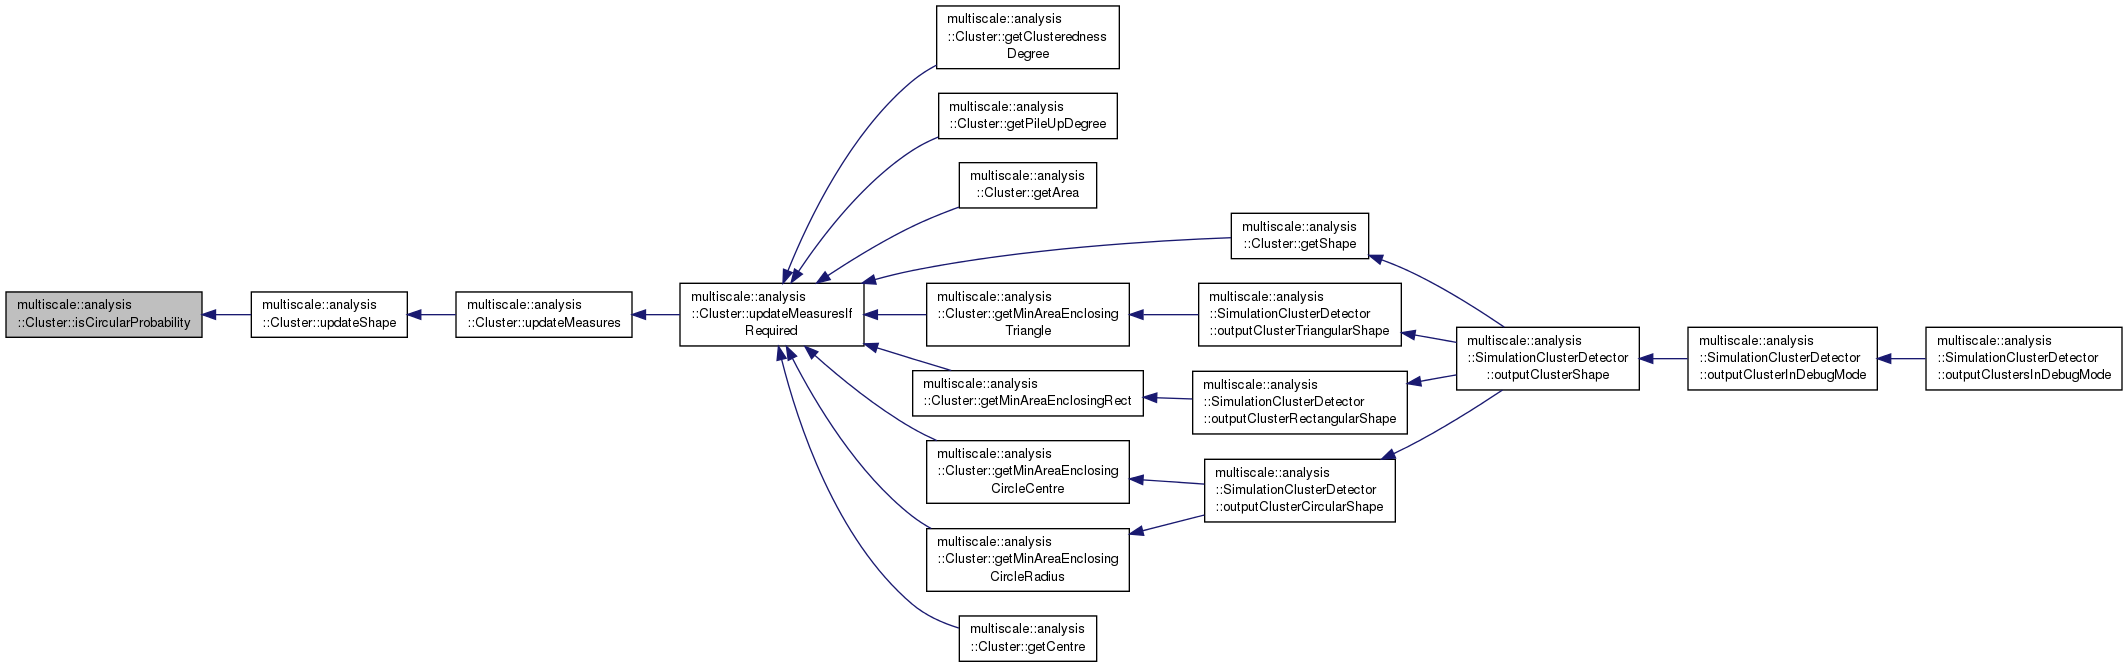 multiscale::analysis
::Cluster::isCircularProbability
multiscale::analysis
::Cluster::updateShape
multiscale::analysis
::Cluster::updateMeasures
multiscale::analysis
::Cluster::updateMeasuresIf
Required
multiscale::analysis
::Cluster::getClusteredness
Degree
multiscale::analysis
::Cluster::getPileUpDegree
multiscale::analysis
::Cluster::getArea
multiscale::analysis
::Cluster::getShape
multiscale::analysis
::Cluster::getMinAreaEnclosing
Triangle
multiscale::analysis
::Cluster::getMinAreaEnclosingRect
multiscale::analysis
::Cluster::getMinAreaEnclosing
CircleCentre
multiscale::analysis
::Cluster::getMinAreaEnclosing
CircleRadius
multiscale::analysis
::Cluster::getCentre
multiscale::analysis
::SimulationClusterDetector
::outputClusterTriangularShape
multiscale::analysis
::SimulationClusterDetector
::outputClusterRectangularShape
multiscale::analysis
::SimulationClusterDetector
::outputClusterCircularShape
multiscale::analysis
::SimulationClusterDetector
::outputClusterShape
multiscale::analysis
::SimulationClusterDetector
::outputClusterInDebugMode
multiscale::analysis
::SimulationClusterDetector
::outputClustersInDebugMode